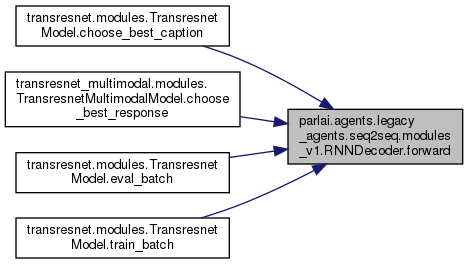 transresnet.modules.Transresnet
Model.choose_best_caption
transresnet_multimodal.modules.
TransresnetMultimodalModel.choose
_best_response
parlai.agents.legacy
_agents.seq2seq.modules
_v1.RNNDecoder.forward
transresnet.modules.Transresnet
Model.eval_batch
transresnet.modules.Transresnet
Model.train_batch